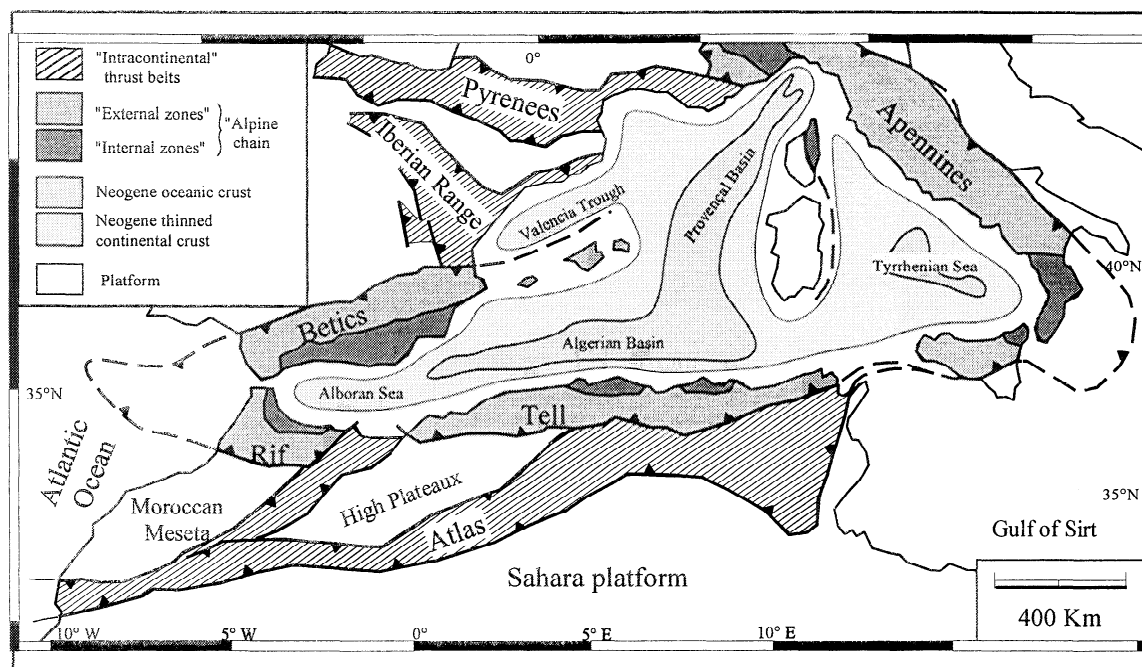 "Intracontinental"
thrust belts
"External zones"
"Internal zones"
"Alpine
chain
Neogene oceanic crust
Neogene thinned
continental crust
Platform
0°
Pyrenees
Iberian Range
Valencia Trough
Provençal Basin
Apennines
Tyrrhenian Sea
40°N
Betics
Algerian Basin
Alboran Sea
35°N
Tell
Rif
Atlantic
Ocean
Moroccan
Meseta
High Plateaux
Atlas
35°N
Gulf of Sirt
Sahara platform
400 Km
10° W
5° W
0°
5° E
10° E